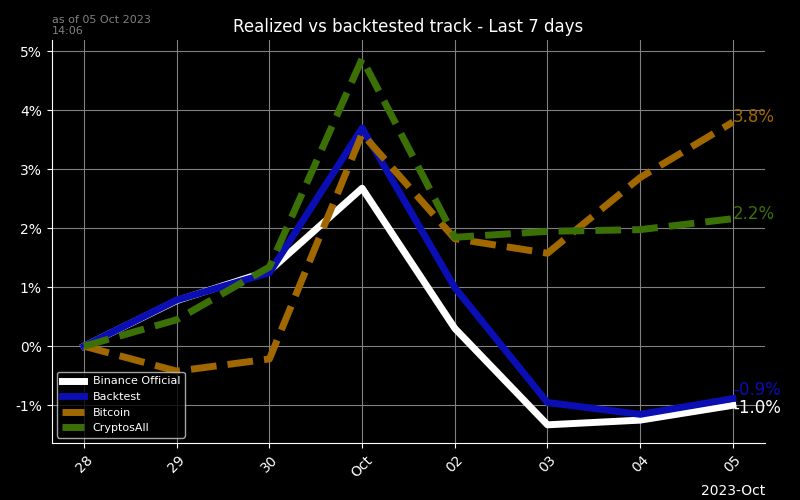 as of 05 Oct 2023
14:06
Realized vs backtested track - Last 7 days
5%
4%
3%
2%
1%
0%
-1%
3.8%
2.2%
-0.9%
-1.0%
Binance Official
Backtest
Bitcoin
CryptosAll
28
29
30
Oct
02
03
04
05
2023-Oct